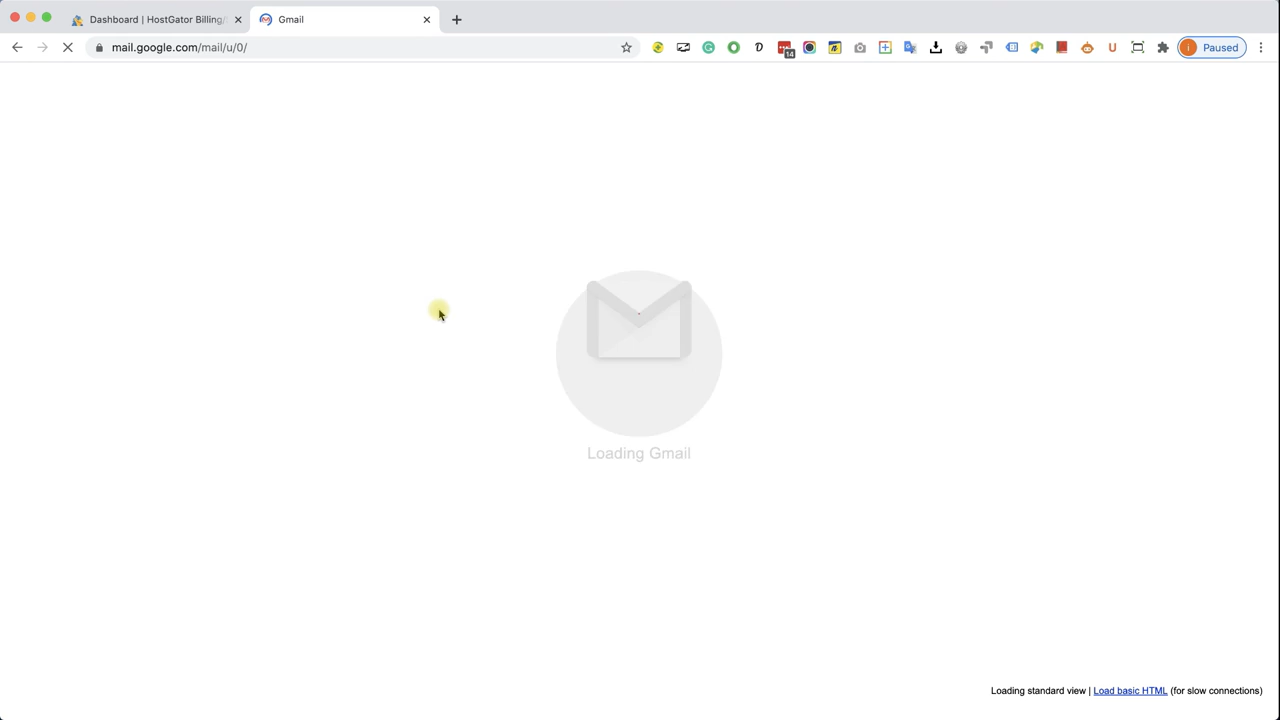 Dashboard | HostGator Billing/
Gmail
mail.google.com/mail/u/0/
14
i
Paused
Loading Gmail
Loading standard view | Load basic HTML (for slow connections)